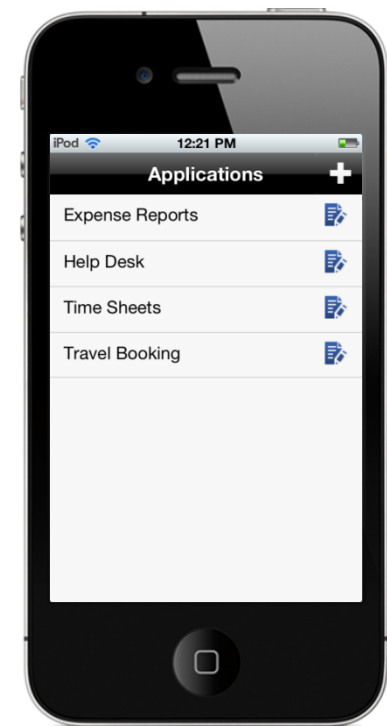 iPod 12:21 PM
Applications
Expense Reports
Help Desk
Time Sheets
Travel Booking